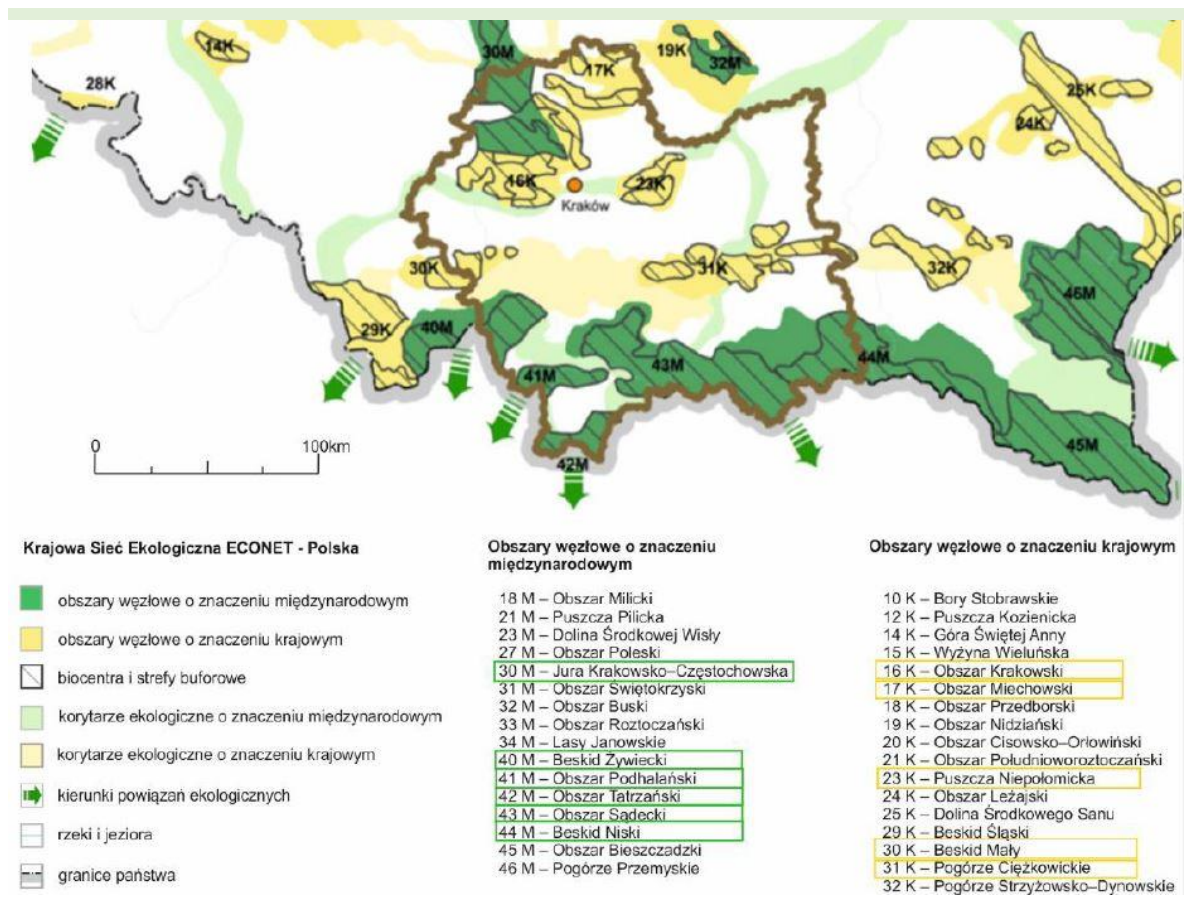 14K
30M
17K
19K
32M
28K
25K
24K
16K
23K
Kraków
30K
31K
32K
46M
29K
40M
41M
43M
44M
45M
42M
0
100km
Krajowa Sieć Ekologiczna ECONET - Polska
obszary węzłowe o znaczeniu międzynarodowym
obszary węzłowe o znaczeniu krajowym
biocentra i strefy buforowe
korytarze ekologiczne o znaczeniu międzynarodowym
korytarze ekologiczne o znaczeniu krajowym
kierunki powiązań ekologicznych
rzeki i jeziora
granice państwa
Obszary węzłowe o znaczeniu
międzynarodowym
18 M – Obszar Milicki
21 M – Puszcza Pilicka
23 M – Dolina Środkowej Wisły
27 M – Obszar Poleski
30 M – Jura Krakowsko–Częstochowska
31 M – Obszar Świętokrzyski
32 M – Obszar Buski
33 M – Obszar Roztoczański
34 M – Lasy Janowskie
40 M – Beskid Żywiecki
41 M – Obszar Podhalański
42 M – Obszar Tatrzański
43 M – Obszar Sądecki
44 M – Beskid Niski
45 M – Obszar Bieszczadzki
46 M – Pogórze Przemyskie
Obszary węzłowe o znaczeniu krajowym
10 K – Bory Stobrawskie
12 K – Puszcza Kozienicka
14 K – Góra Świętej Anny
15 K – Wyżyna Wieluńska
16 K – Obszar Krakowski
17 K – Obszar Miechowski
18 K – Obszar Przedborski
19 K – Obszar Nidziański
20 K – Obszar Cisowsko–Orłowiński
21 K – Obszar Południoworoztoczański
23 K – Puszcza Niepołomicka
24 K – Obszar Leżajski
25 K – Dolina Środkowego Sanu
29 K – Beskid Śląski
30 K – Beskid Mały
31 K – Pogórze Ciężkowickie
32 K – Pogórze Strzyżowsko–Dynowskie